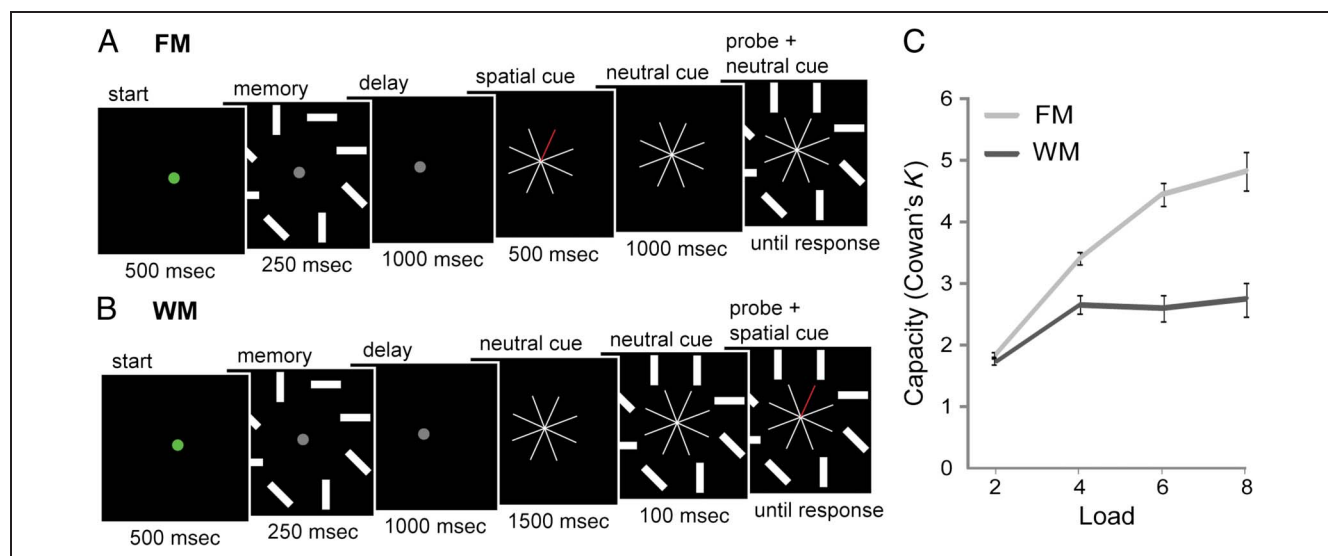 A FM
start
memory
delay
spatial cue
neutral cue
probe +
neutral cue
500 msec
250 msec
1000 msec
500 msec
1000 msec
until response
B WM
start
memory
delay
neutral cue
neutral cue
probe +
spatial cue
500 msec
250 msec
1000 msec
1500 msec
100 msec
until response
C
Capacity (Cowan's K)
6
5
4
3
2
1
0
FM
WM
2 4 6 8
Load